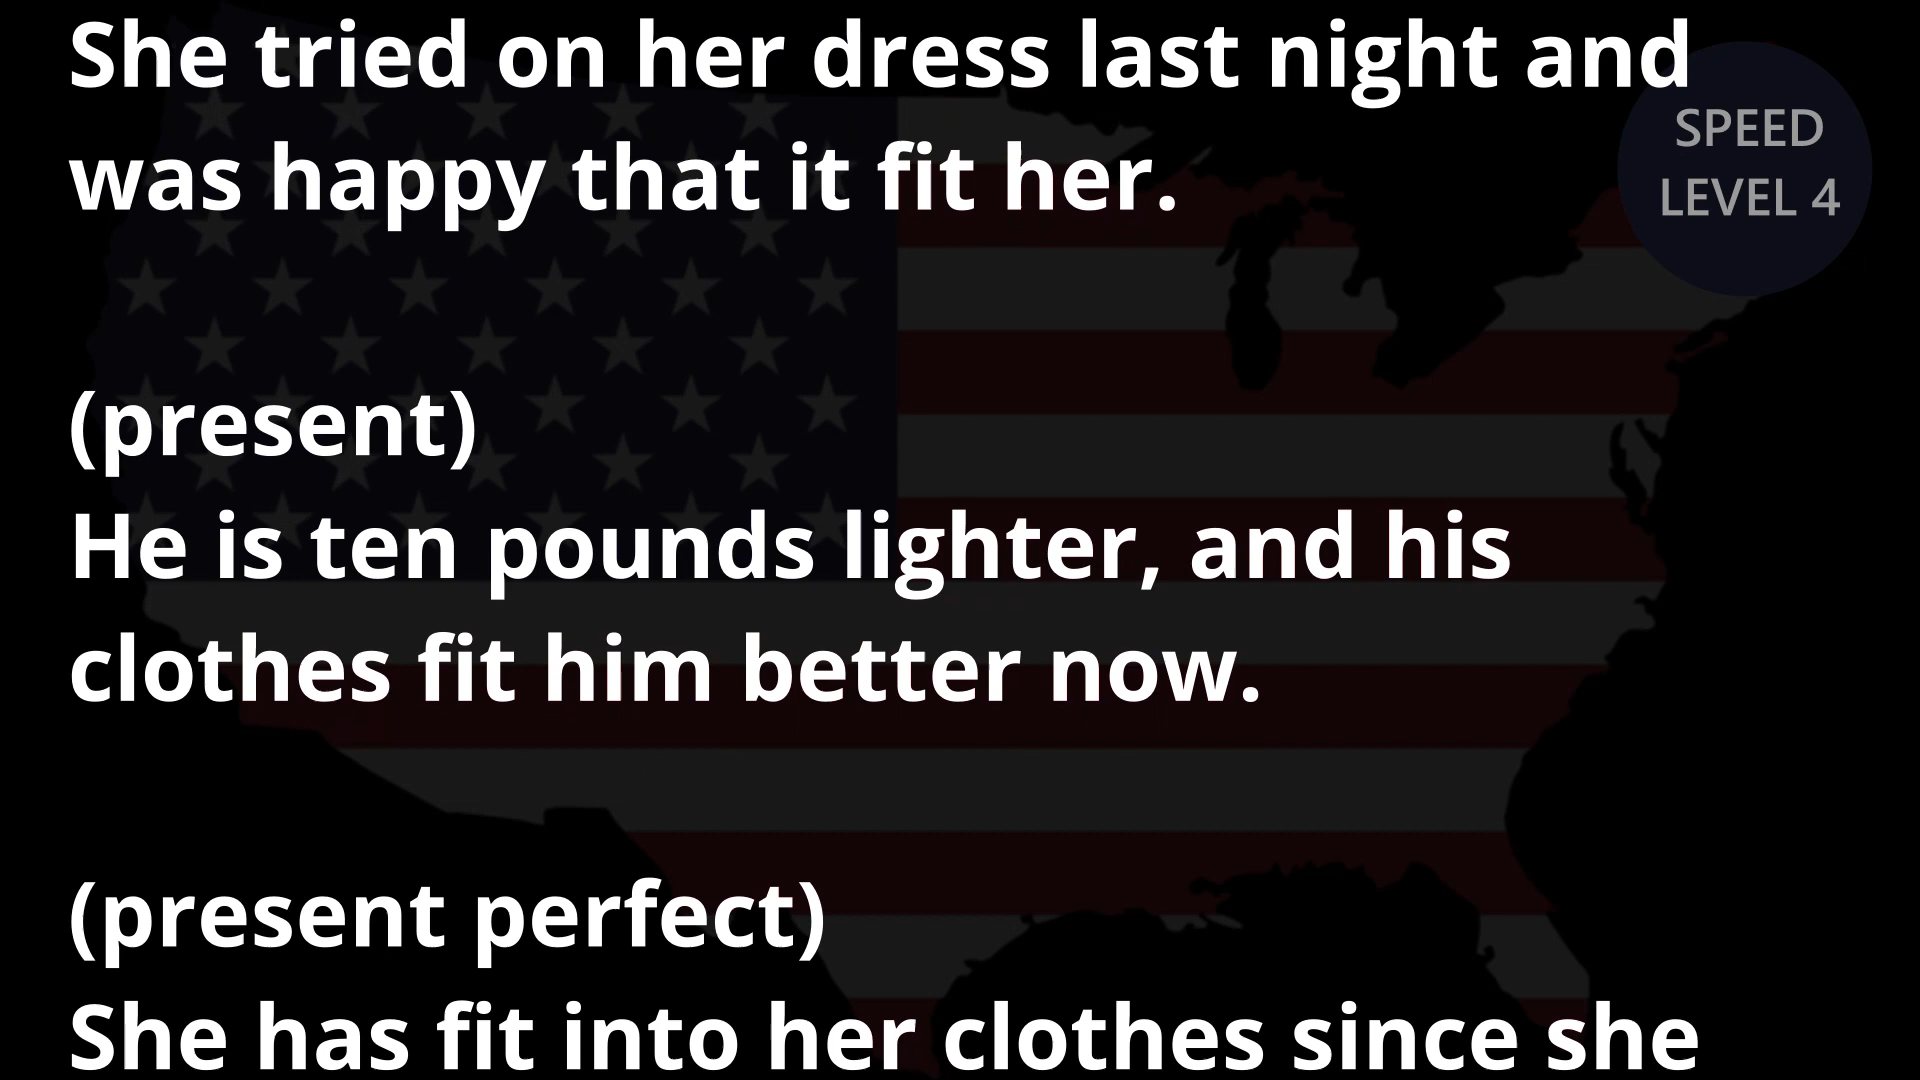 She tried on her dress last night and
was happy that it fit her.
SPEED
LEVEL 4
(present)
He is ten pounds lighter, and his
clothes fit him better now.
(present perfect)
She has fit into her clothes since she